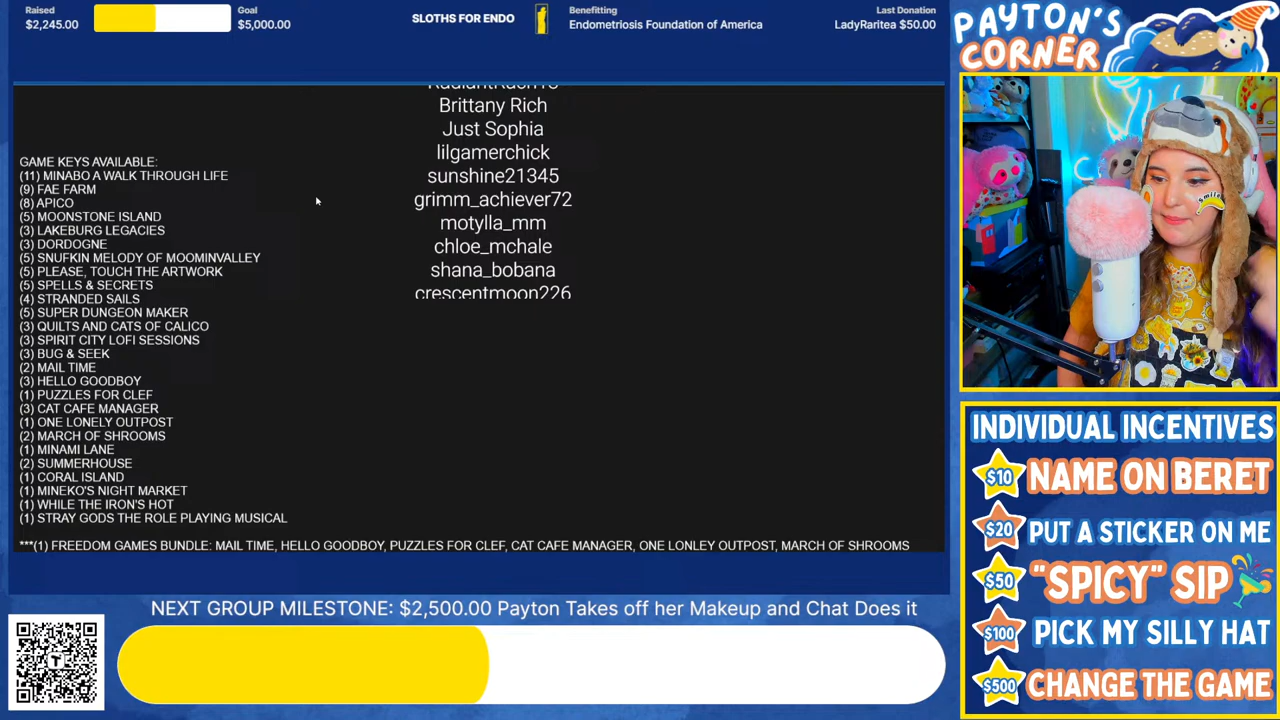 Raised
$2,245.00
Goal
$5,000.00
SLOTHS FOR ENDO
Benefitting
Endometriosis Foundation of America
Last Donation
LadyRaritea $50.00
PAYTON'S
CORNER
Brittany Rich
Just Sophia
lilgamerchick
sunshine21345
grimm_achiever72
motylla_mm
chloe_mchale
shana_bobana
crescentmoon226
GAME KEYS AVAILABLE:
(11) MINABO A WALK THROUGH LIFE
(9) FAE FARM
(8) APICO
(5) MOONSTONE ISLAND
(3) LAKEBURG LEGACIES
(3) DORDOGNE
(5) SNUFKIN MELODY OF MOOMINVALLEY
(5) PLEASE, TOUCH THE ARTWORK
(5) SPELLS & SECRETS
(4) STRANDED SAILS
(5) SUPER DUNGEON MAKER
(3) QUILTS AND CATS OF CALICO
(3) SPIRIT CITY LOFI SESSIONS
(3) BUG & SEEK
(2) MAIL TIME
(3) HELLO GOODBOY
(1) PUZZLES FOR CLEF
(3) CAT CAFE MANAGER
(1) ONE LONELY OUTPOST
(2) MARCH OF SHROOMS
(1) MINAMI LANE
(2) SUMMERHOUSE
(1) CORAL ISLAND
(1) MINEKO'S NIGHT MARKET
(1) WHILE THE IRON'S HOT
(1) STRAY GODS THE ROLE PLAYING MUSICAL
***(1) FREEDOM GAMES BUNDLE: MAIL TIME, HELLO GOODBOY, PUZZLES FOR CLEF, CAT CAFE MANAGER, ONE LONLEY OUTPOST, MARCH OF SHROOMS
smile
NEXT GROUP MILESTONE: $2,500.00 Payton Takes off her Makeup and Chat Does it
INDIVIDUAL INCENTIVES
$10 NAME ON BERET
$20 PUT A STICKER ON ME
$50 "SPICY" SIP
$100 PICK MY SILLY HAT
$500 CHANGE THE GAME